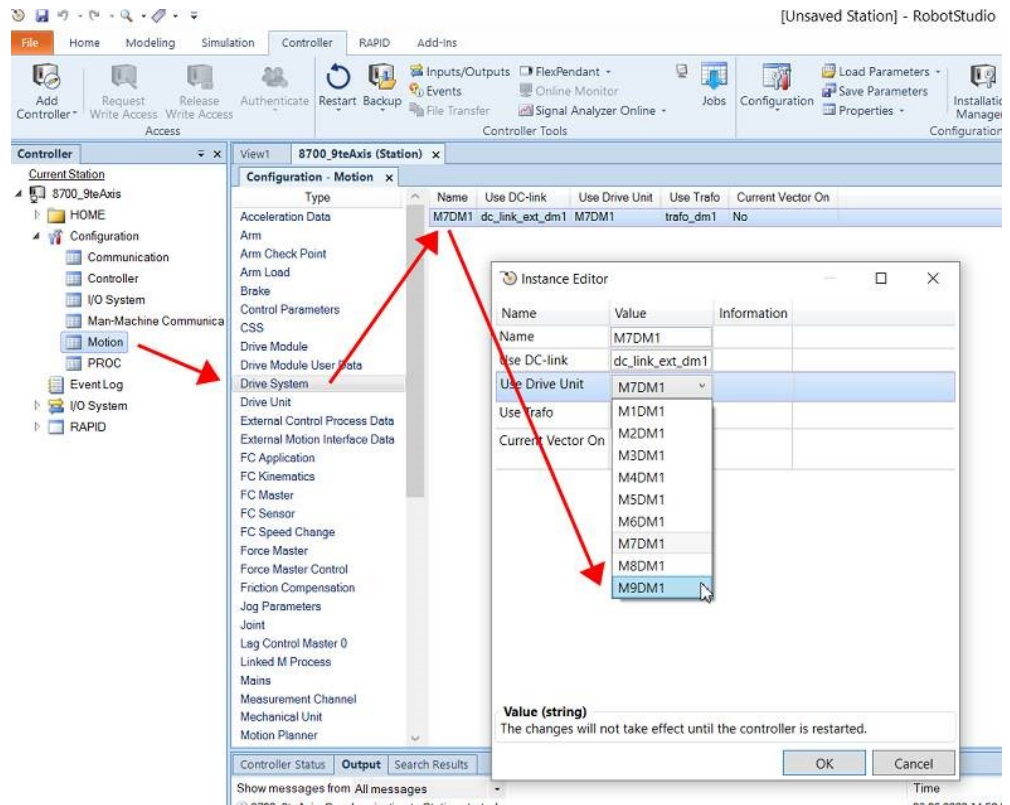 [Unsaved Station] - RobotStudio
File Home Modeling Simulation Controller RAPID Add-Ins
Add Controller
Request Write Access
Release Write Access
Authenticate
Restart
Backup
Inputs/Outputs
Events
File Transfer
FlexPendant
Online Monitor
Signal Analyzer Online
Jobs
Configuration
Load Parameters
Save Parameters
Properties
Access
Controller Tools
Configuration
Controller
Current Station
8700_9teAxis
HOME
Configuration
Communication
Controller
I/O System
Man-Machine Communica
Motion
PROC
Event Log
I/O System
RAPID
View1 8700_9teAxis (Station)
Configuration - Motion
Type
Acceleration Data
Arm
Arm Check Point
Arm Load
Brake
Control Parameters
CSS
Drive Module
Drive Module User Data
Drive System
Drive Unit
External Control Process Data
External Motion Interface Data
FC Application
FC Kinematics
FC Master
FC Sensor
FC Speed Change
Force Master
Force Master Control
Friction Compensation
Jog Parameters
Joint
Lag Control Master 0
Linked M Process
Mains
Measurement Channel
Mechanical Unit
Motion Planner
Name Use DC-link Use Drive Unit Use Trafo Current Vector On
M7DM1 dc_link_ext_dm1 M7DM1 trafo_dm1 No
Instance Editor
Name Value Information
Name M7DM1
Use DC-link dc_link_ext_dm1
Use Drive Unit M7DM1
Use Trafo
Current Vector On
M1DM1
M2DM1
M3DM1
M4DM1
M5DM1
M6DM1
M7DM1
M8DM1
M9DM1
Value (string)
The changes will not take effect until the controller is restarted.
OK Cancel
Controller Status Output Search Results
Show messages from All messages Time